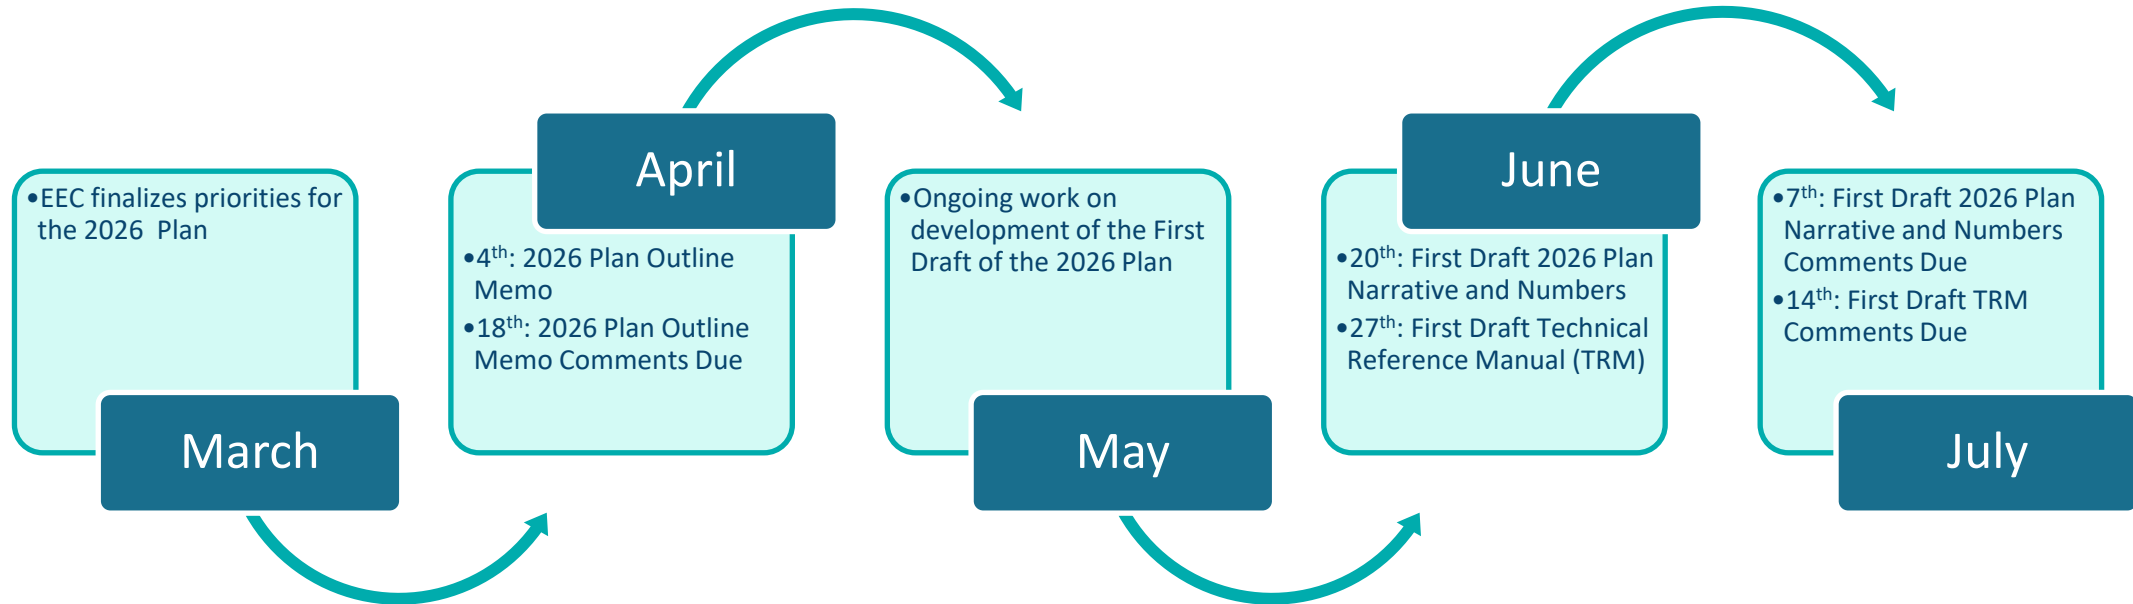 •EEC finalizes priorities for
the 2026 Plan
March
April
•4th: 2026 Plan Outline
Memo
•18th: 2026 Plan Outline
Memo Comments Due
•Ongoing work on
development of the First
Draft of the 2026 Plan
May
June
•20th: First Draft 2026 Plan
Narrative and Numbers
•27th: First Draft Technical
Reference Manual (TRM)
•7th: First Draft 2026 Plan
Narrative and Numbers
Comments Due
•14th: First Draft TRM
Comments Due
July